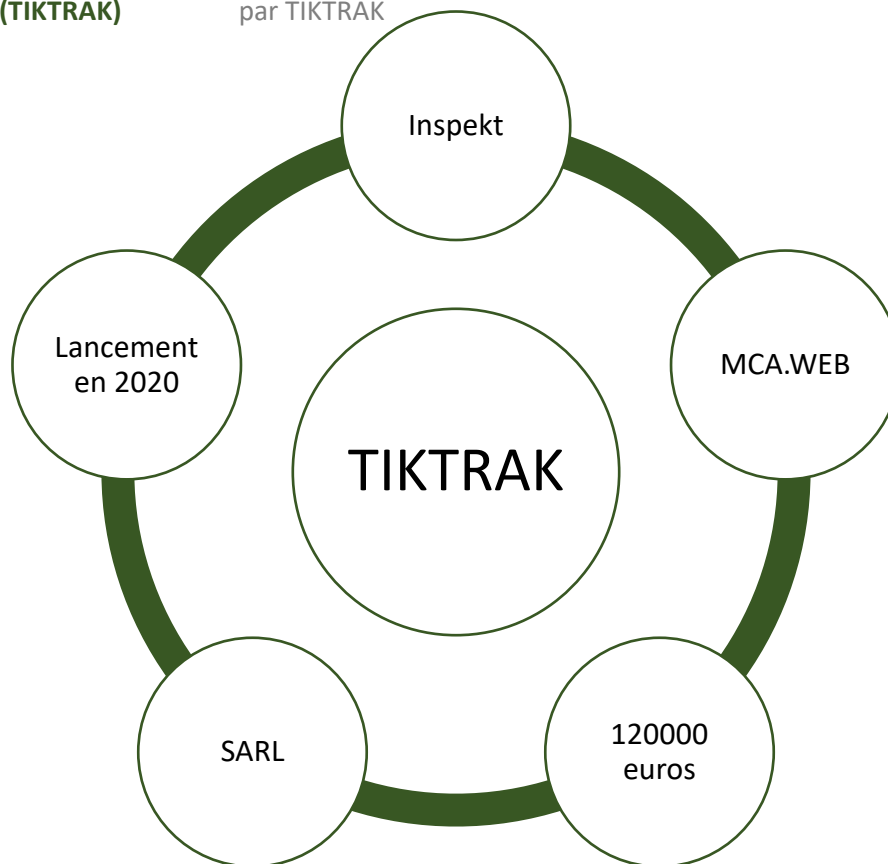 (TIKTRAK) par TIKTRAK
Inspekt
Lancement
en 2020
MCA.WEB
TIKTRAK
SARL
120000
euros